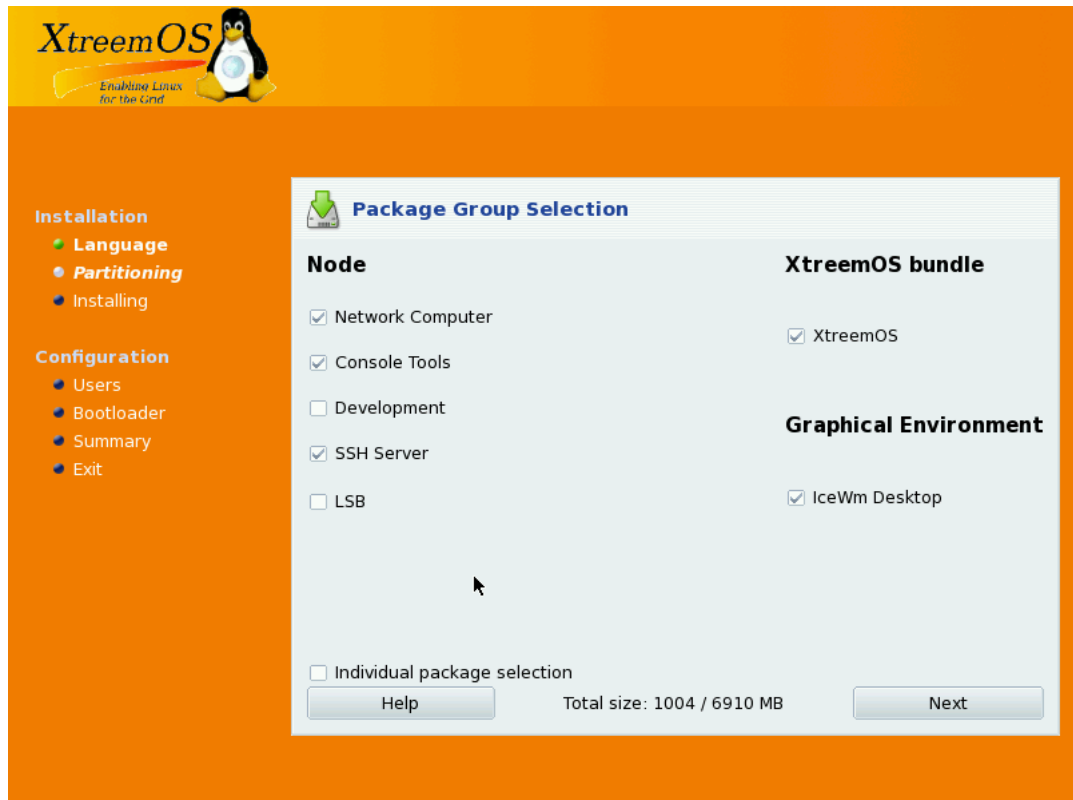 XtreemOS
Enabling Linux
for the Grid
Installation
Language
Partitioning
Installing
Configuration
Users
Bootloader
Summary
Exit
Package Group Selection
Node
Network Computer
Console Tools
Development
SSH Server
LSB
XtreemOS bundle
XtreemOS
Graphical Environment
IceWm Desktop
Individual package selection
Help
Total size: 1004 / 6910 MB
Next